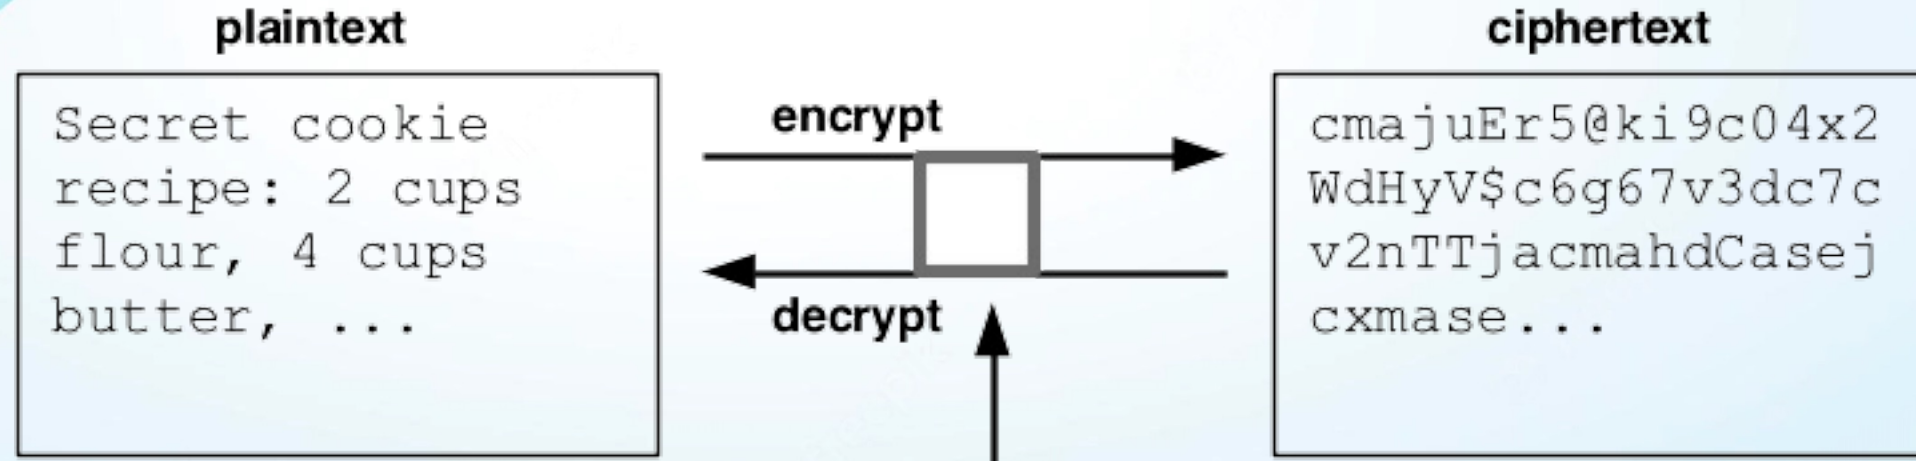 plaintext
ciphertext
Secret cookie
recipe: 2 cups
flour, 4 cups
butter, ...
encrypt
decrypt
cmajuEr5@ki9c04x2
WdHyV$c6g67v3dc7c
v2nTTjacmahdCasej
cxmase...